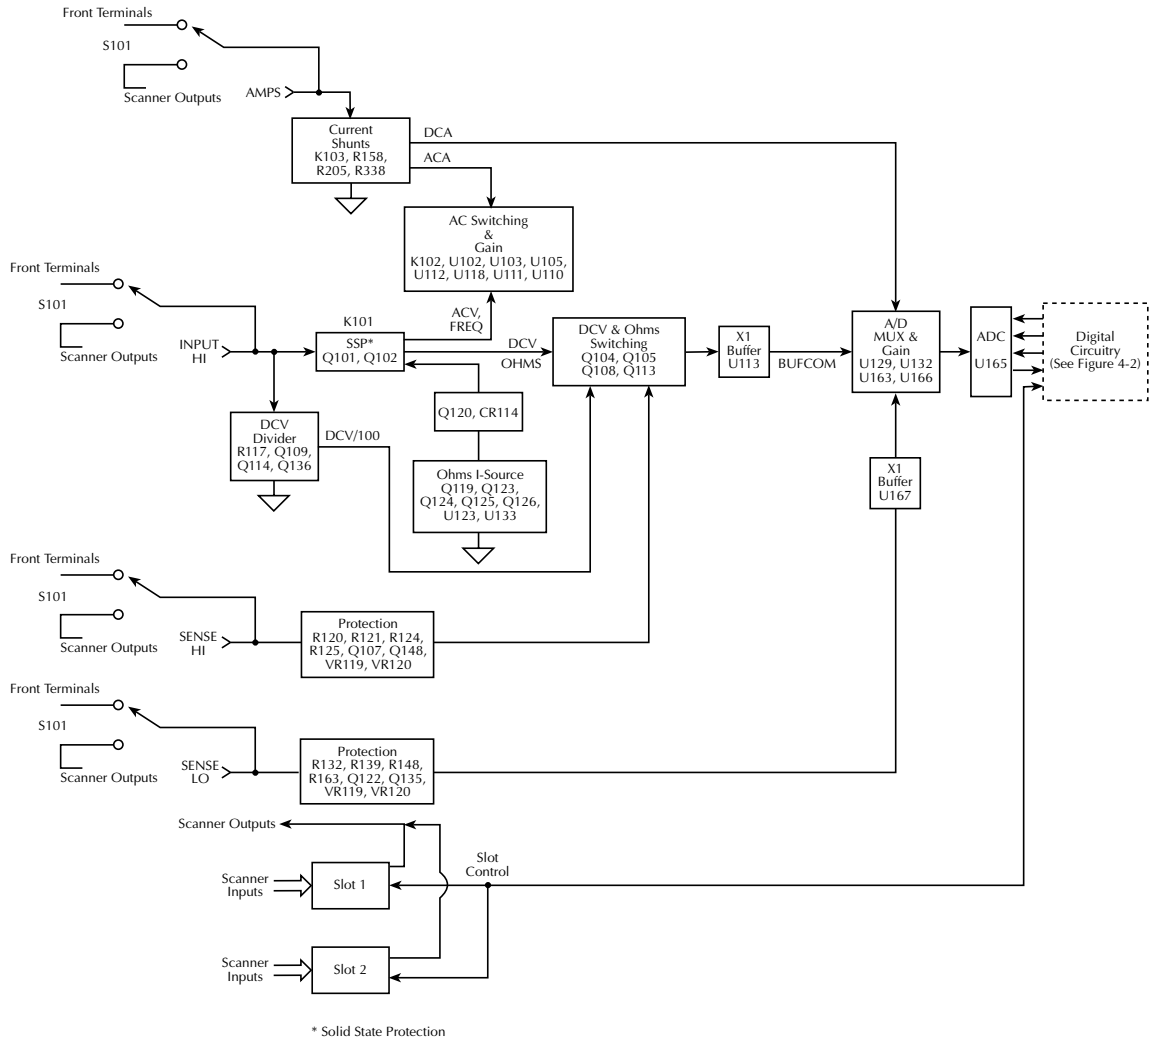 Front Terminals
S101
Scanner Outputs
AMPS
Current
Shunts
K103, R158,
R205, R338
DCA
ACA
AC Switching
&
Gain
K102, U102, U103, U105,
U112, U118, U111, U110
Front Terminals
S101
Scanner Outputs
INPUT
HI
K101
SSP*
Q101, Q102
ACV,
FREQ
DCV
OHMS
DCV & Ohms
Switching
Q104, Q105
Q108, Q113
X1
Buffer
U113
BUFCOM
A/D
MUX &
Gain
U129, U132
U163, U166
ADC
U165
Digital
Circuitry
(See Figure 4-2)
Q120, CR114
DCV
Divider
R117, Q109,
Q114, Q136
DCV/100
Ohms I-Source
Q119, Q123,
Q124, Q125, Q126,
U123, U133
X1
Buffer
U167
Front Terminals
S101
Scanner Outputs
SENSE
HI
Protection
R120, R121, R124,
R125, Q107, Q148,
VR119, VR120
Front Terminals
S101
Scanner Outputs
SENSE
LO
Protection
R132, R139, R148,
R163, Q122, Q135,
VR119, VR120
Scanner Outputs
Scanner
Inputs
Slot 1
Slot
Control
Scanner
Inputs
Slot 2
* Solid State Protection